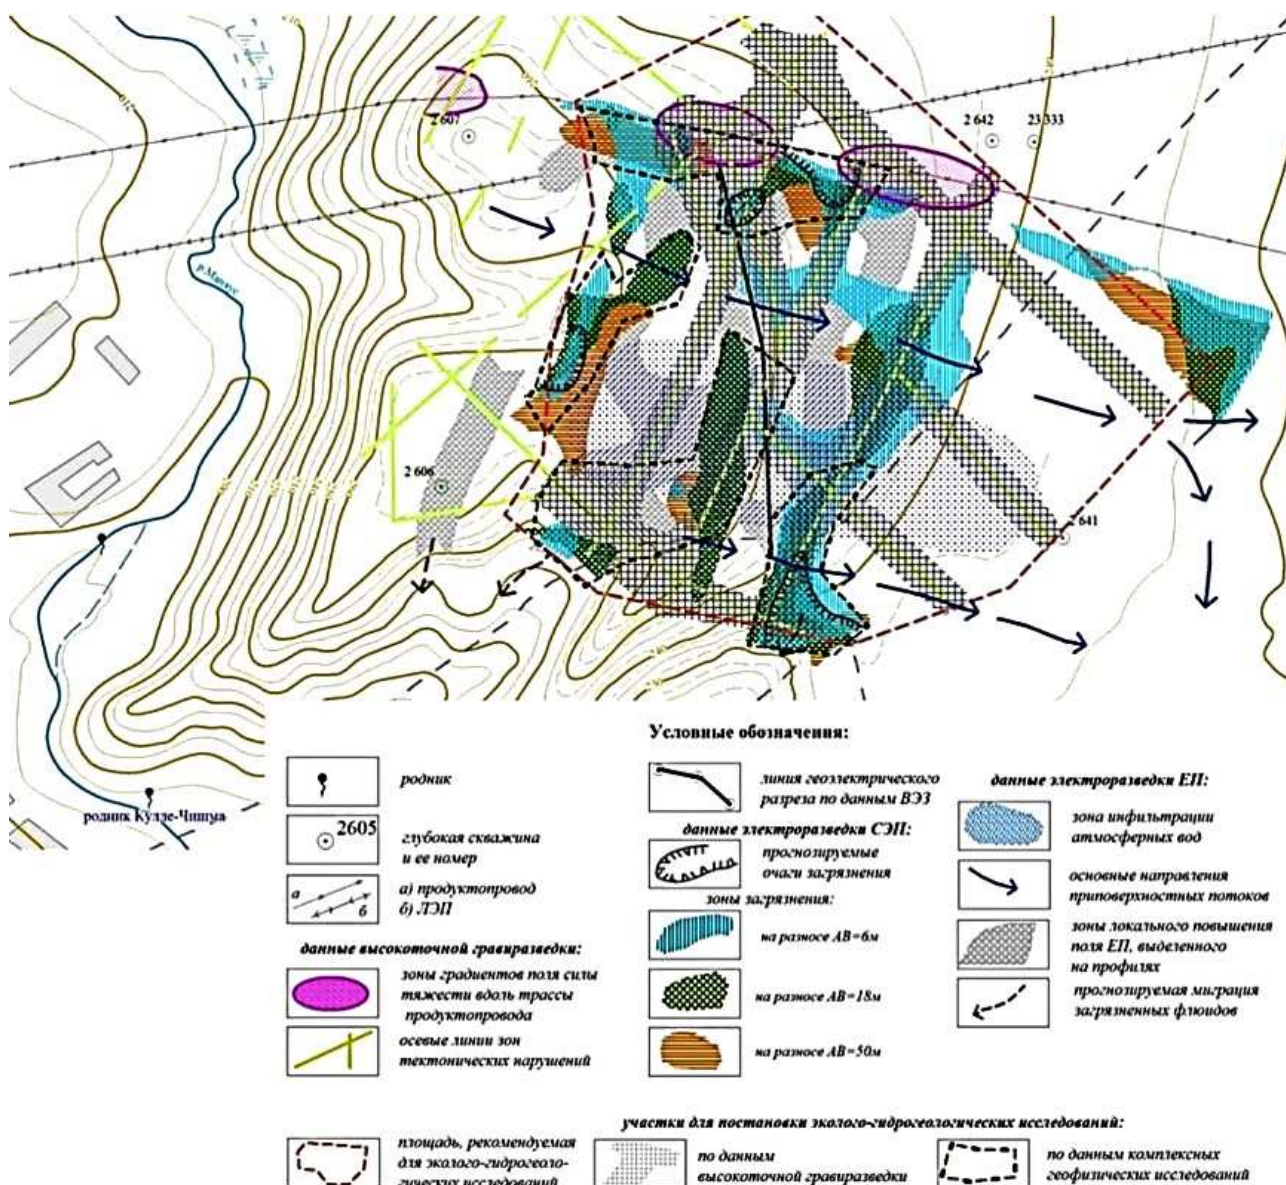 2 607
2 642
23 333
2 606
2 641
родник Кулле-Чишма
Условные обозначения:
родник
2605
глубокая скважина
и ее номер
а
б
а) продуктопровод
б) ЛЭП
данные высокоточной гравиразведки:
зоны градиентов поля силы
тяжести вдоль трассы
продуктопровода
осевые линии зон
тектонических нарушений
линия геоэлектрического
разреза по данным ВЭЗ
данные электроразведки СЭП:
прогнозируемые
очаги загрязнения
зоны загрязнения:
на разносе АВ=6м
на разносе АВ=18м
на разносе АВ=50м
данные электроразведки ЕП:
зона инфильтрации
атмосферных вод
основные направления
приповерхностных потоков
зоны локального повышения
поля ЕП, выделенного
на профилях
прогнозируемая миграция
загрязненных флюидов
площадь, рекомендуемая
для эколого-гидрогеоло-
гических исследований
участки для постановки эколого-гидрогеологических исследований:
по данным
высокоточной гравиразведки
по данным комплексных
геофизических исследований